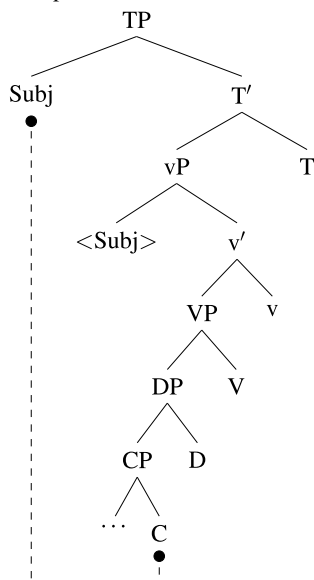 TP
Subj T′
vP T
<Subj> v′
VP v
DP V
CP D
... C